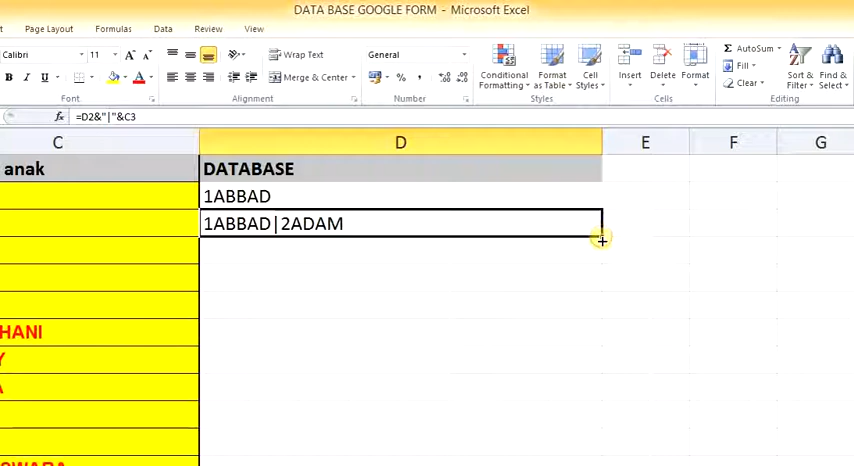 DATA BASE GOOGLE FORM - Microsoft Excel
Page Layout Formulas Data Review View
Calibri 11 A A Wrap Text General Σ AutoSum
B I U A Merge & Center % , Conditional Formatting Format as Table Cell Styles Insert Delete Format Fill Clear Sort & Filter Find & Select
Font Alignment Number Styles Cells Editing
fx =D2&"|"&C3
C D E F G
anak DATABASE
1ABBAD
1ABBAD|2ADAM
HANI
Y
A